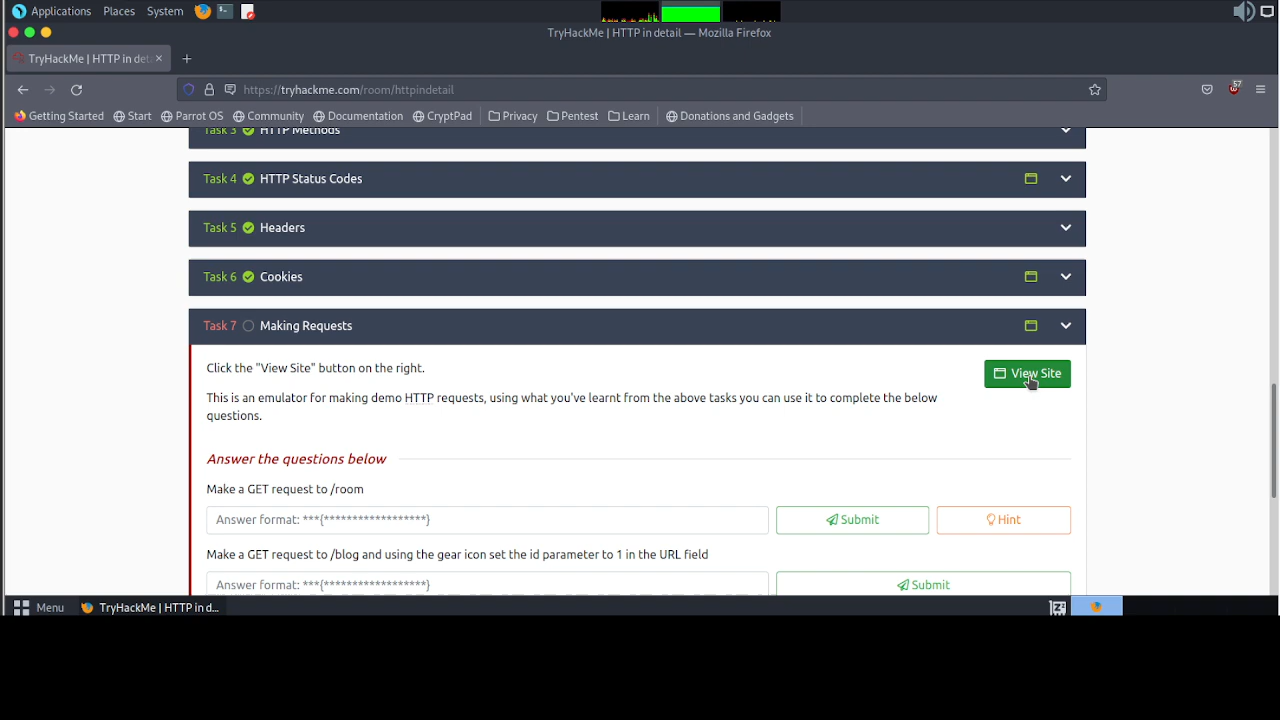 Applications Places System
TryHackMe | HTTP in detail — Mozilla Firefox
TryHackMe | HTTP in det
https://tryhackme.com/room/httpindetail
57
Getting Started Start Parrot OS Community Documentation CryptPad Privacy Pentest Learn Donations and Gadgets
Task 3 HTTP Methods
Task 4 HTTP Status Codes
Task 5 Headers
Task 6 Cookies
Task 7 Making Requests
Click the "View Site" button on the right.
View Site
This is an emulator for making demo HTTP requests, using what you've learnt from the above tasks you can use it to complete the below
questions.
Answer the questions below
Make a GET request to /room
Answer format: ***{******************} Submit Hint
Make a GET request to /blog and using the gear icon set the id parameter to 1 in the URL field
Answer format: ***{******************} Submit
Menu TryHackMe | HTTP in d...